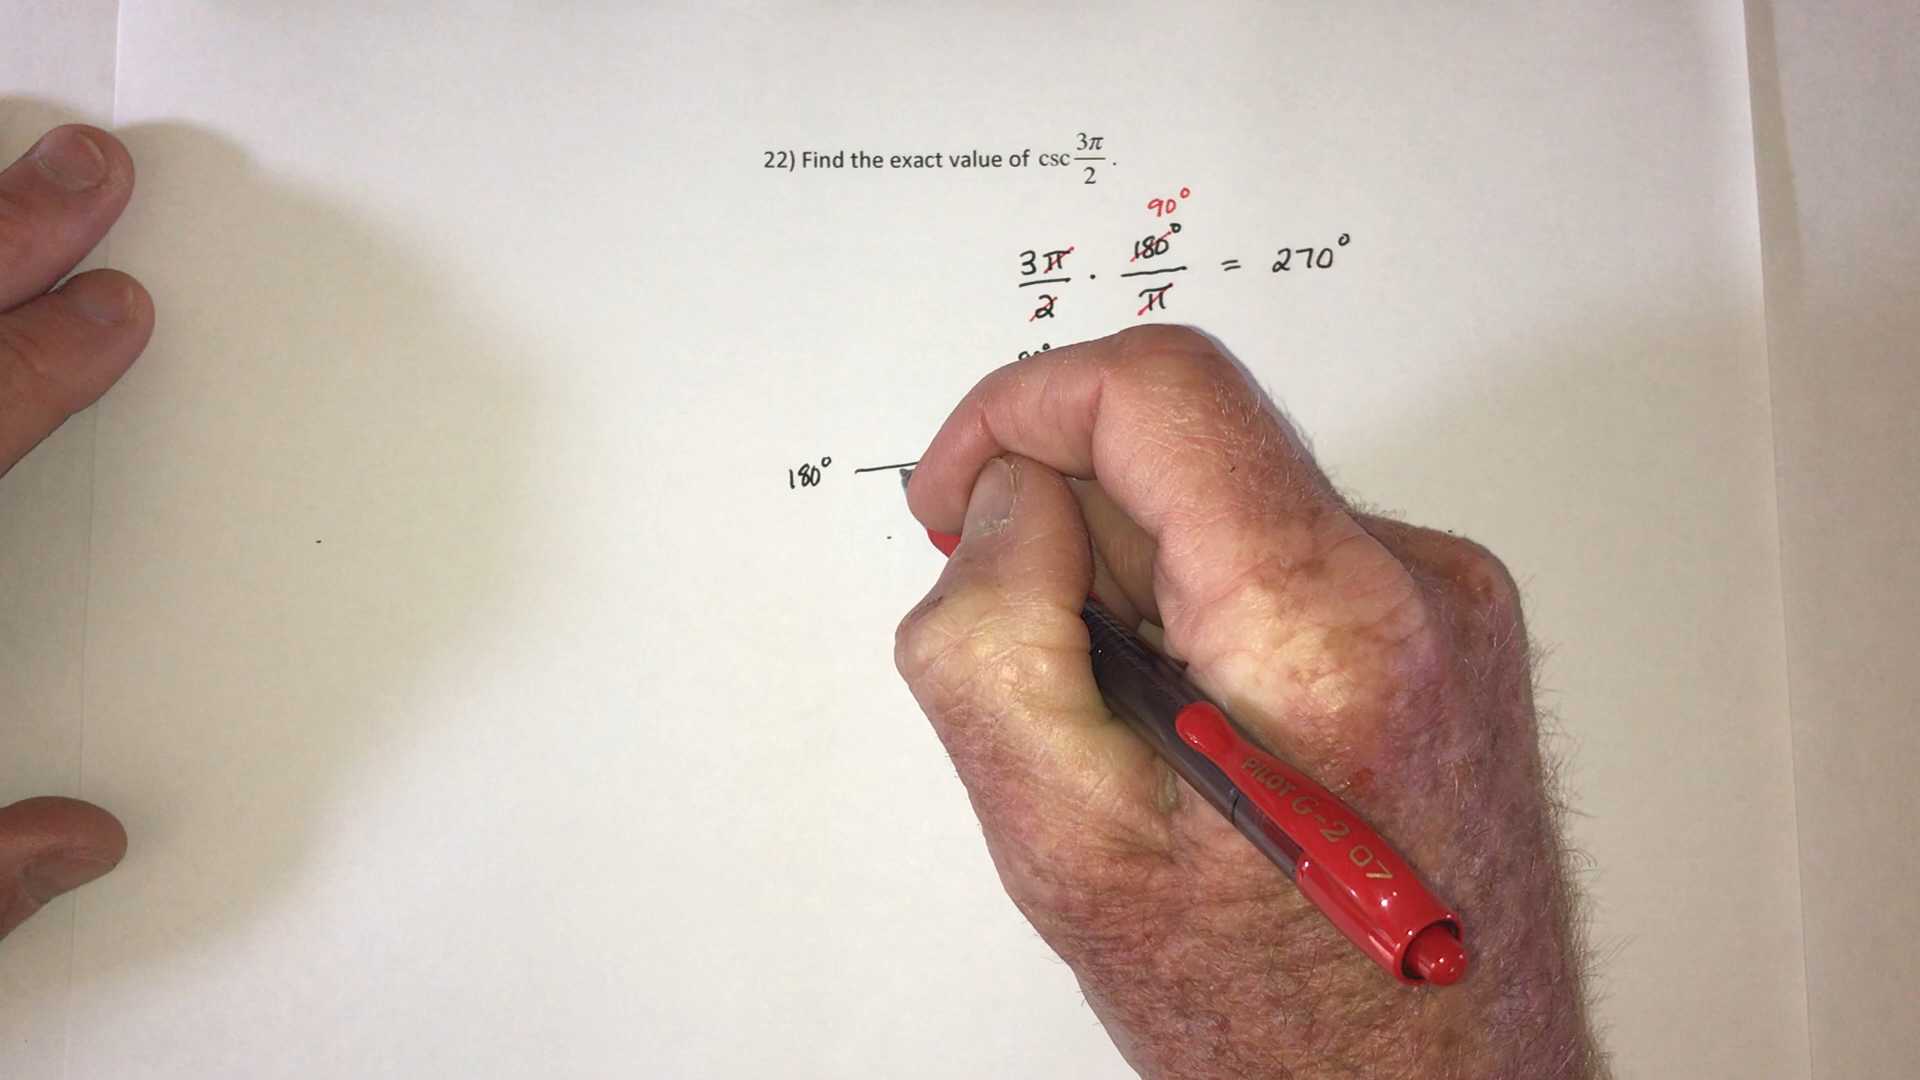 22) Find the exact value of csc 3π/2 .
90°
3π/2 · 180°/π = 270°
180°
PILOT G-2 07